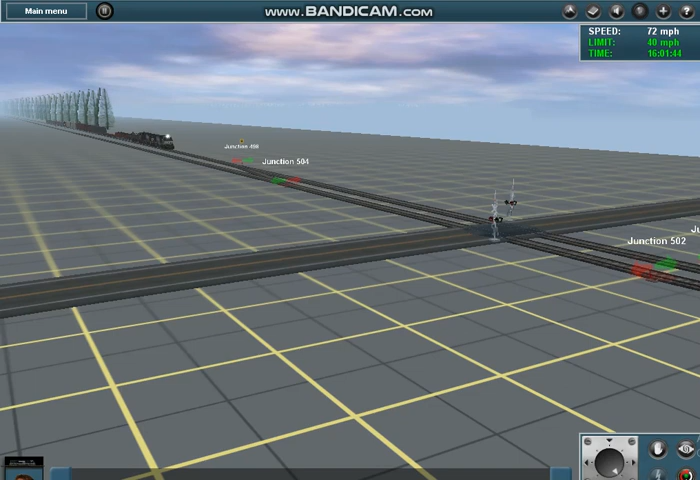 Main menu
WWW.BANDICAM.COM
?
SPEED: 72 mph
LIMIT: 40 mph
TIME: 16:01:44
Junction 504
Junction 502